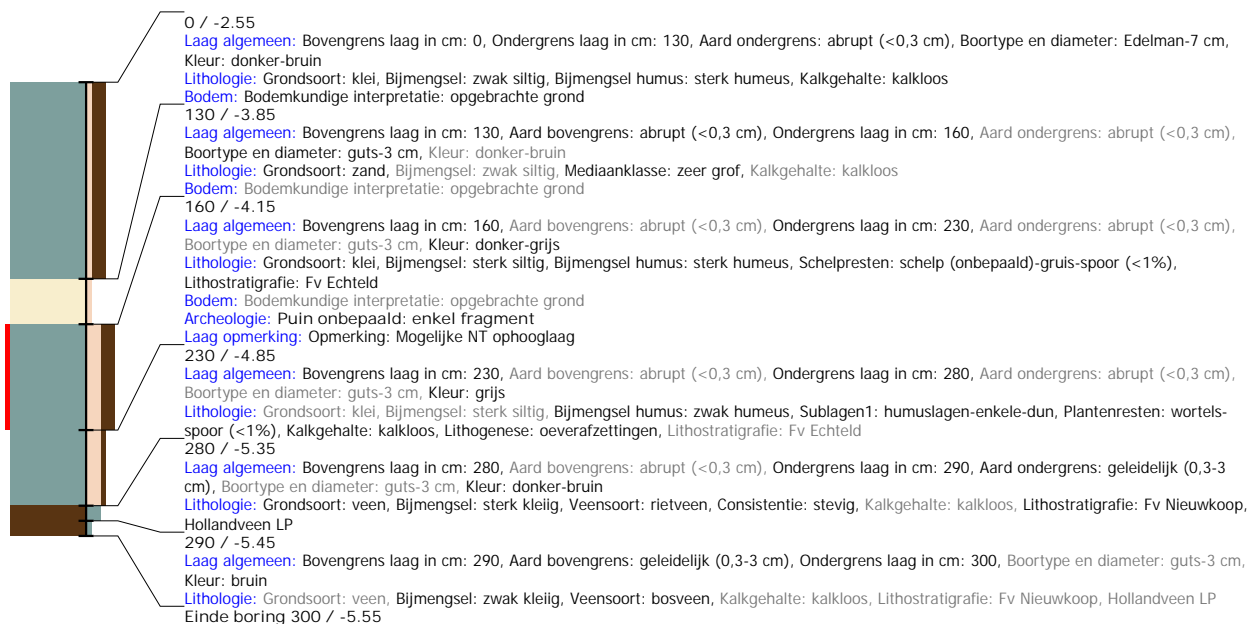 0 / -2.55
Laag algemeen: Bovengrens laag in cm: 0, Ondergrens laag in cm: 130, Aard ondergrens: abrupt (<0,3 cm), Boortype en diameter: Edelman-7 cm,
Kleur: donker-bruin
Lithologie: Grondsoort: klei, Bijmengsel: zwak siltig, Bijmengsel humus: sterk humeus, Kalkgehalte: kalkloos
Bodem: Bodemkundige interpretatie: opgebrachte grond
130 / -3.85
Laag algemeen: Bovengrens laag in cm: 130, Aard bovengrens: abrupt (<0,3 cm), Ondergrens laag in cm: 160, Aard ondergrens: abrupt (<0,3 cm),
Boortype en diameter: guts-3 cm, Kleur: donker-bruin
Lithologie: Grondsoort: zand, Bijmengsel: zwak siltig, Mediaanklasse: zeer grof, Kalkgehalte: kalkloos
Bodem: Bodemkundige interpretatie: opgebrachte grond
160 / -4.15
Laag algemeen: Bovengrens laag in cm: 160, Aard bovengrens: abrupt (<0,3 cm), Ondergrens laag in cm: 230, Aard ondergrens: abrupt (<0,3 cm),
Boortype en diameter: guts-3 cm, Kleur: donker-grijs
Lithologie: Grondsoort: klei, Bijmengsel: sterk siltig, Bijmengsel humus: sterk humeus, Schelpresten: schelp (onbepaald)-gruis-spoor (<1%),
Lithostratigrafie: Fv Echteld
Bodem: Bodemkundige interpretatie: opgebrachte grond
Archeologie: Puin onbepaald: enkel fragment
Laag opmerking: Opmerking: Mogelijke NT ophooglaag
230 / -4.85
Laag algemeen: Bovengrens laag in cm: 230, Aard bovengrens: abrupt (<0,3 cm), Ondergrens laag in cm: 280, Aard ondergrens: abrupt (<0,3 cm),
Boortype en diameter: guts-3 cm, Kleur: grijs
Lithologie: Grondsoort: klei, Bijmengsel: sterk siltig, Bijmengsel humus: zwak humeus, Sublagen1: humuslagen-enkele-dun, Plantenresten: wortels-
spoor (<1%), Kalkgehalte: kalkloos, Lithogenese: oeverafzettingen, Lithostratigrafie: Fv Echteld
280 / -5.35
Laag algemeen: Bovengrens laag in cm: 280, Aard bovengrens: abrupt (<0,3 cm), Ondergrens laag in cm: 290, Aard ondergrens: geleidelijk (0,3-3
cm), Boortype en diameter: guts-3 cm, Kleur: donker-bruin
Lithologie: Grondsoort: veen, Bijmengsel: sterk kleiig, Veensoort: rietveen, Consistentie: stevig, Kalkgehalte: kalkloos, Lithostratigrafie: Fv Nieuwkoop,
Hollandveen LP
290 / -5.45
Laag algemeen: Bovengrens laag in cm: 290, Aard bovengrens: geleidelijk (0,3-3 cm), Ondergrens laag in cm: 300, Boortype en diameter: guts-3 cm,
Kleur: bruin
Lithologie: Grondsoort: veen, Bijmengsel: zwak kleiig, Veensoort: bosveen, Kalkgehalte: kalkloos, Lithostratigrafie: Fv Nieuwkoop, Hollandveen LP
Einde boring 300 / -5.55